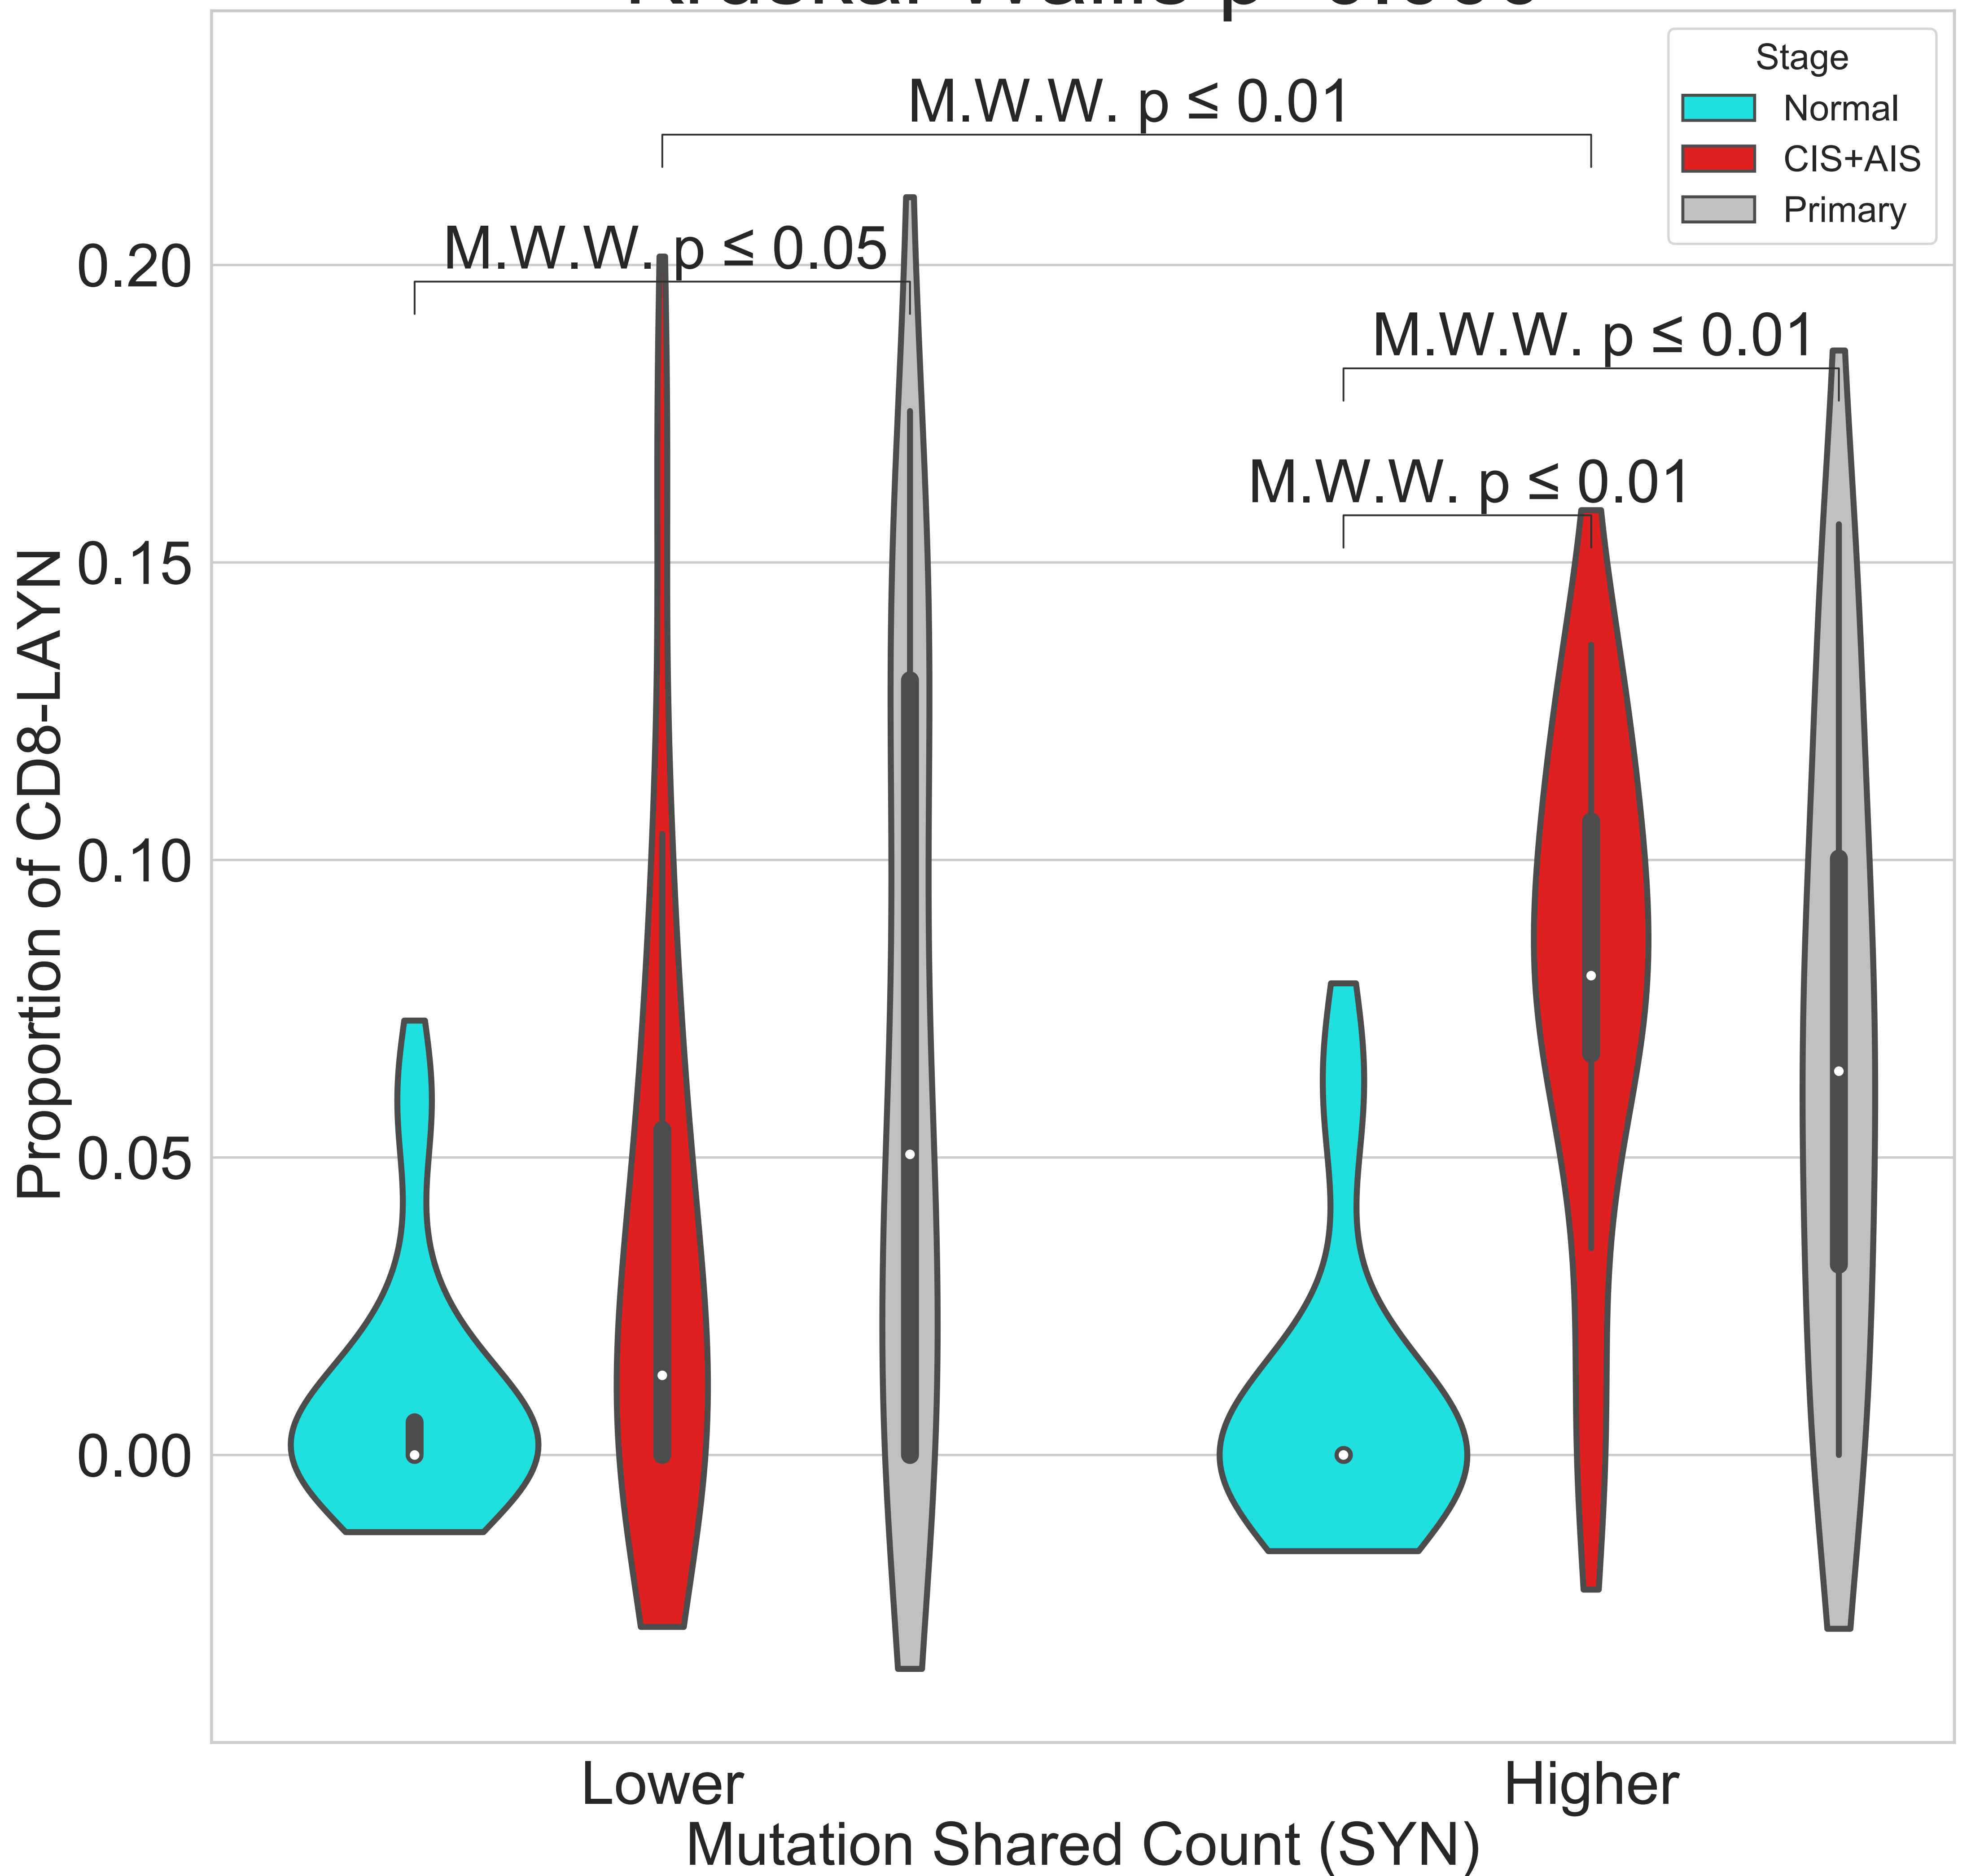 Stage
Normal
CIS+AIS
Primary
M.W.W. p ≤ 0.01
M.W.W. p ≤ 0.05
M.W.W. p ≤ 0.01
M.W.W. p ≤ 0.01
Proportion of CD8-LAYN
0.20
0.15
0.10
0.05
0.00
Lower
Higher
Mutation Shared Count (SYN)